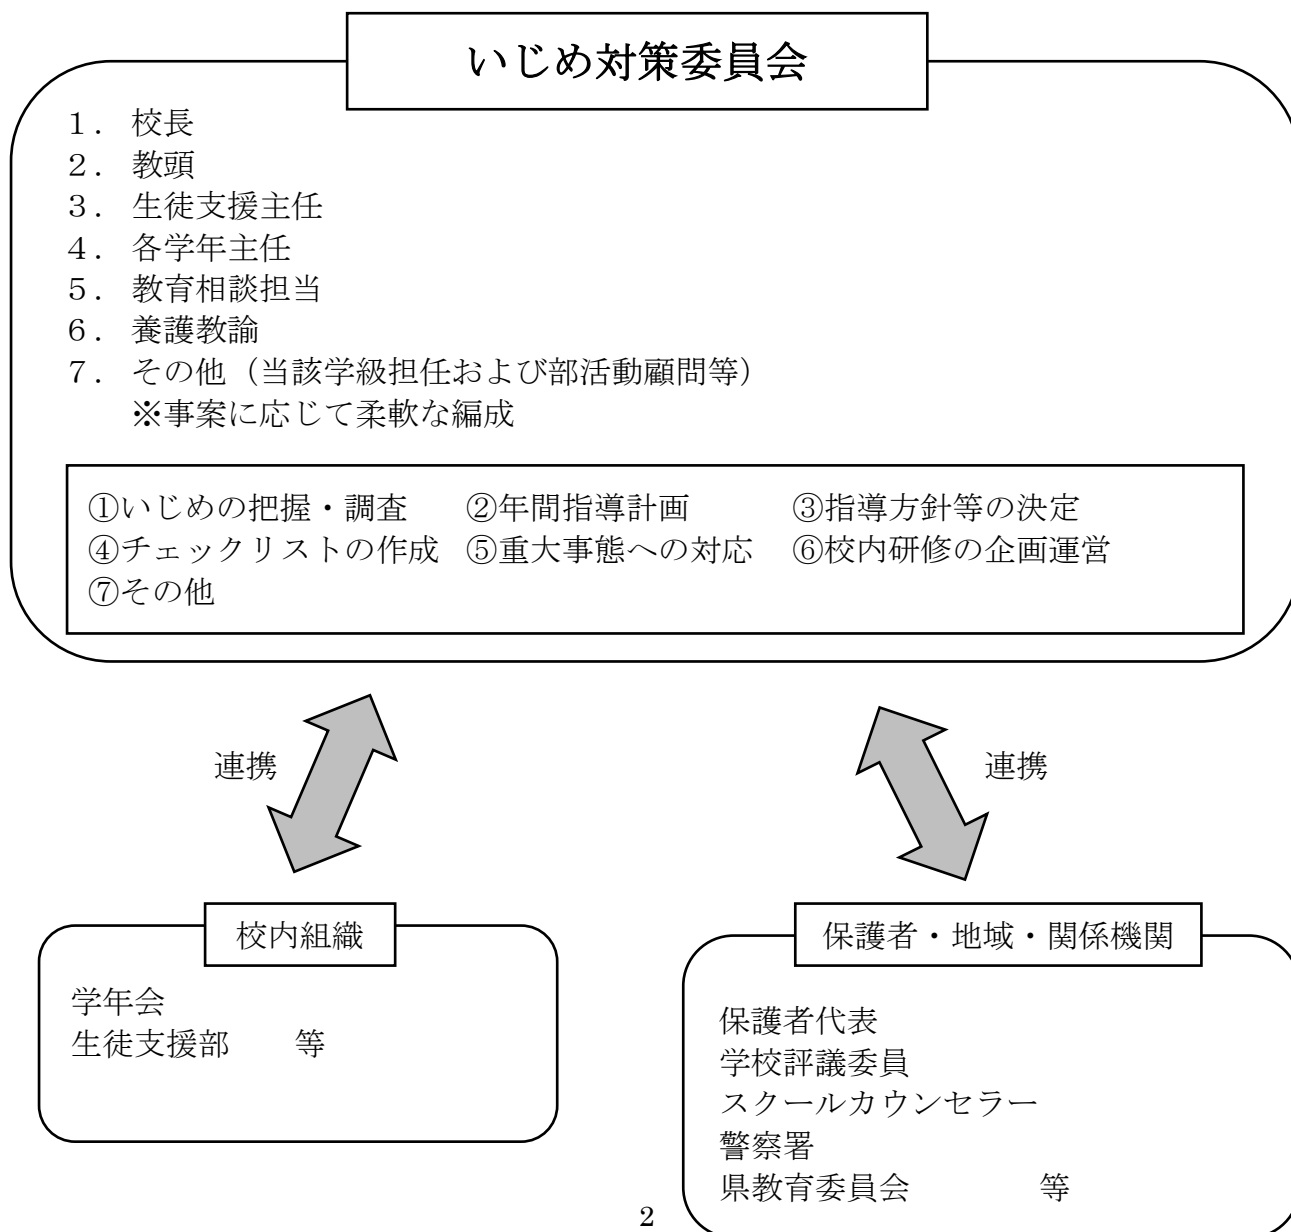 いじめ対策委員会
１． 校長
２． 教頭
３． 生徒支援主任
４． 各学年主任
５． 教育相談担当
６． 養護教諭
７． その他（当該学級担任および部活動顧問等）
※事案に応じて柔軟な編成
①いじめの把握・調査 ②年間指導計画 ③指導方針等の決定
④チェックリストの作成 ⑤重大事態への対応 ⑥校内研修の企画運営
⑦その他
連携
連携
校内組織
学年会
生徒支援部 等
保護者・地域・関係機関
保護者代表
学校評議委員
スクールカウンセラー
警察署
県教育委員会 等
2